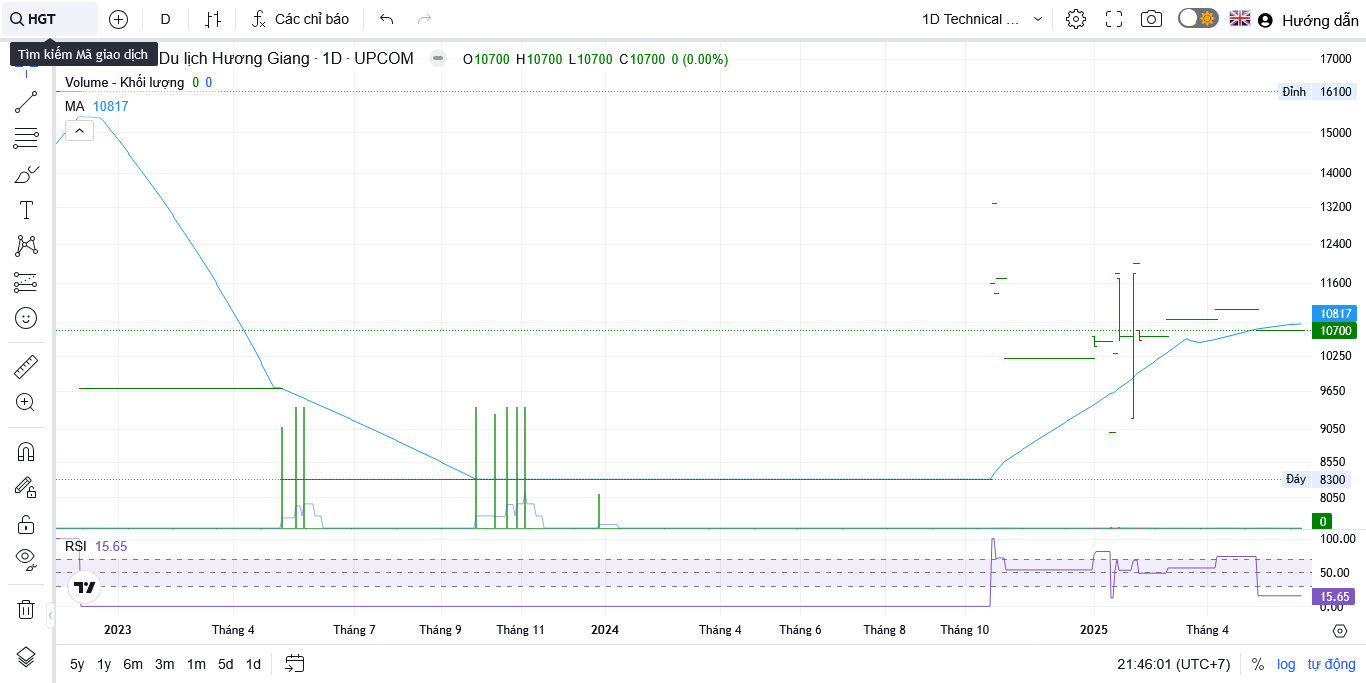 HGT
D
Các chỉ báo
1D Technical ...
Hướng dẫn
Tìm kiếm Mã giao dịch
Du lịch Hương Giang · 1D · UPCOM
O10700 H10700 L10700 C10700 0 (0.00%)
Volume - Khối lượng 0 0
MA 10817
17000
Đỉnh 16100
15000
14000
13200
12400
11600
10817
10700
10250
9650
9050
8550
Đáy 8300
8050
0
RSI 15.65
100.00
50.00
15.65
0.00
2023 Tháng 4 Tháng 7 Tháng 9 Tháng 11 2024 Tháng 4 Tháng 6 Tháng 8 Tháng 10 2025 Tháng 4
5y 1y 6m 3m 1m 5d 1d
21:46:01 (UTC+7) % log tự động